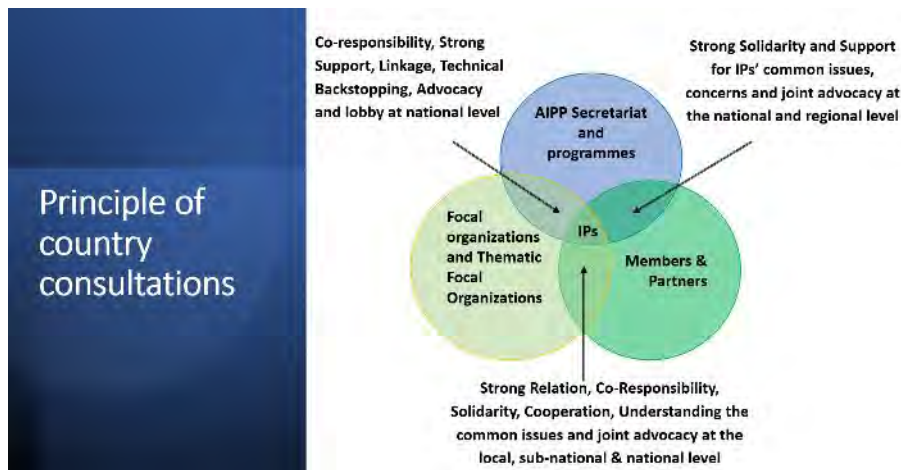 Principle of
country
consultations
Co-responsibility, Strong
Support, Linkage, Technical
Backstopping, Advocacy
and lobby at national level
Strong Solidarity and Support
for IPs' common issues,
concerns and joint advocacy at
the national and regional level
AIPP Secretariat
and
programmes
Focal
organizations
and Thematic
Focal
Organizations
IPs
Members &
Partners
Strong Relation, Co-Responsibility,
Solidarity, Cooperation, Understanding the
common issues and joint advocacy at the
local, sub-national & national level